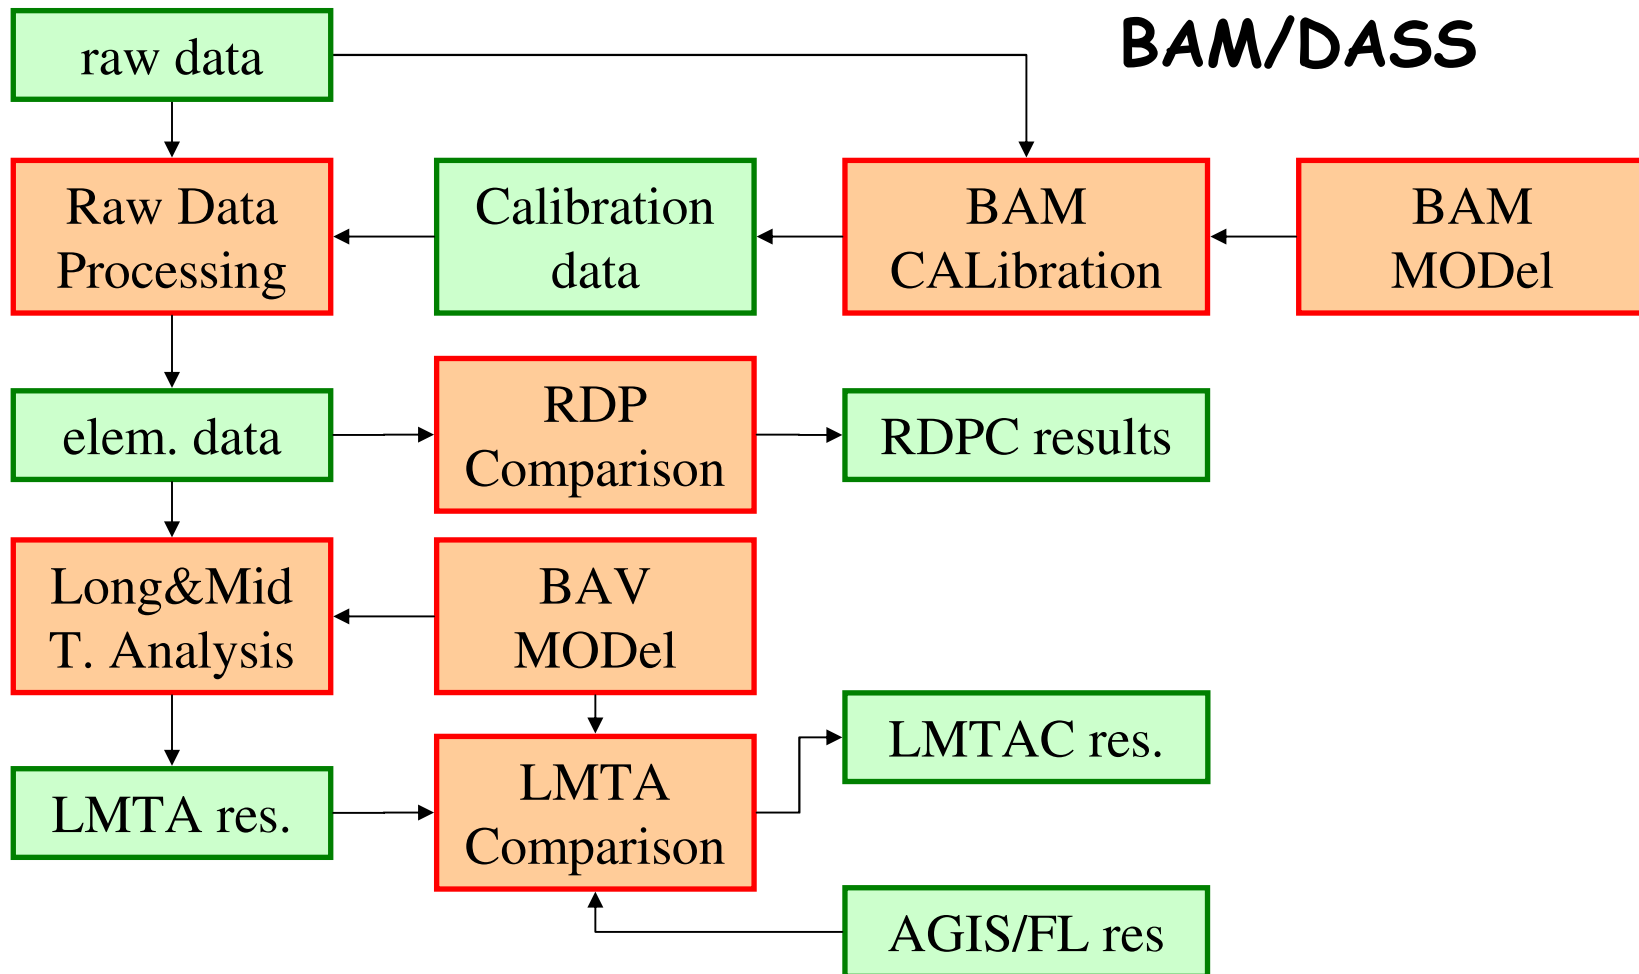 BAM/DASS
raw data
Raw Data
Processing
Calibration
data
BAM
CALibration
BAM
MODel
elem. data
RDP
Comparison
RDPC results
Long&Mid
T. Analysis
BAV
MODel
LMTA res.
LMTA
Comparison
LMTAC res.
AGIS/FL res